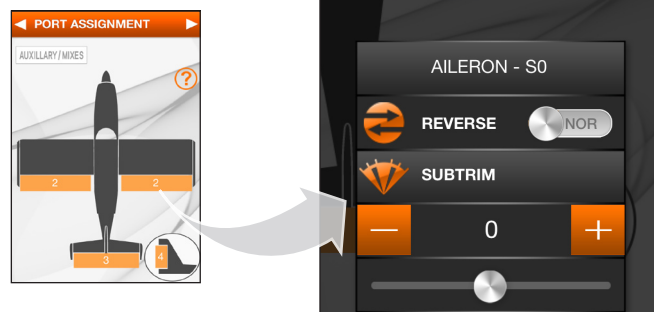 PORT ASSIGNMENT
AUXILLARY / MIXES
?
2
2
3
4
AILERON - S0
REVERSE
NOR
SUBTRIM
0